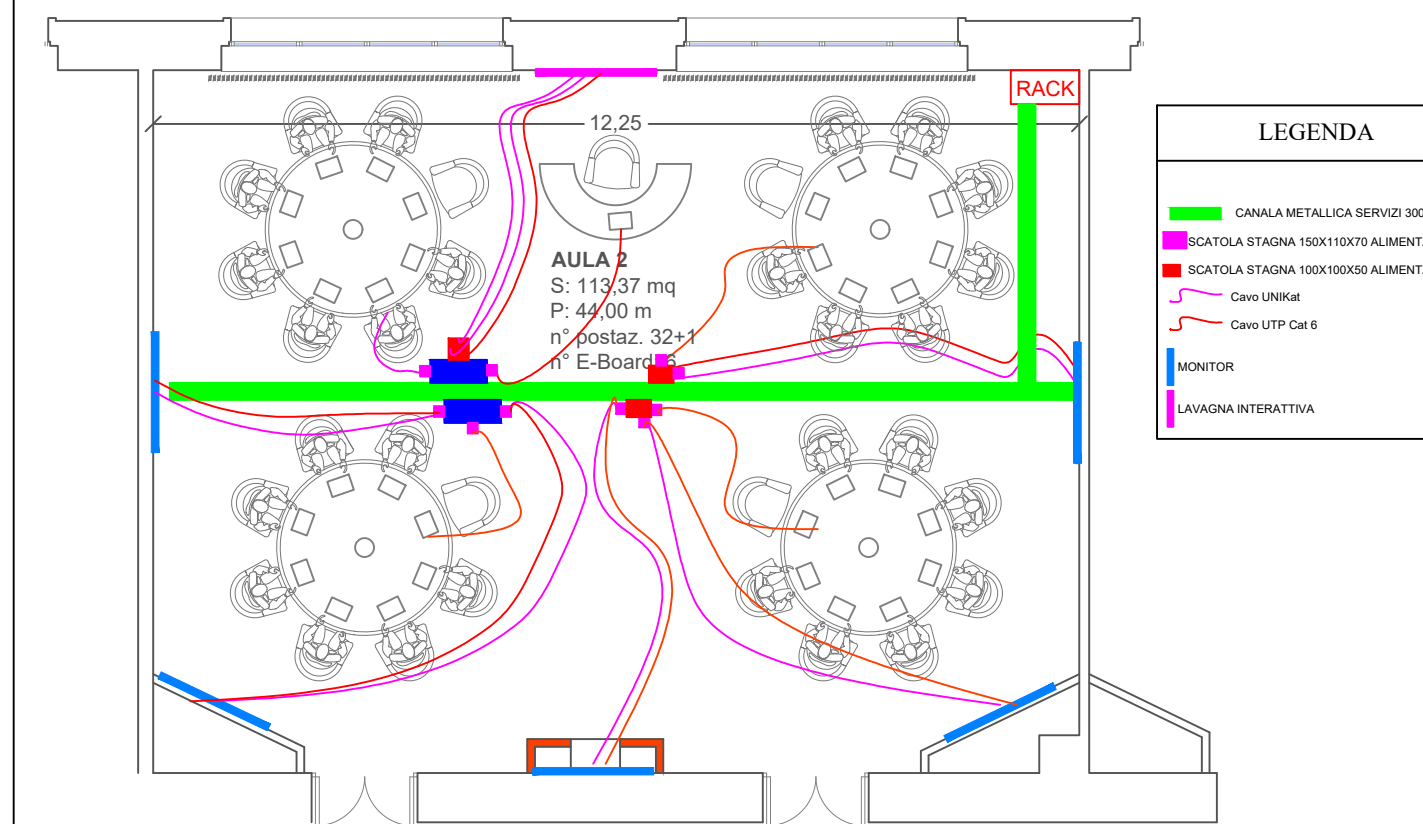 RACK
12,25
AULA 2
S: 113,37 mq
P: 44,00 m
n° postaz. 32+1
n° E-Board 6
LEGENDA
CANALA METALLICA SERVIZI 300
SCATOLA STAGNA 150X110X70 ALIMENT
SCATOLA STAGNA 100X100X50 ALIMENT
Cavo UNIKat
Cavo UTP Cat 6
MONITOR
LAVAGNA INTERATTIVA